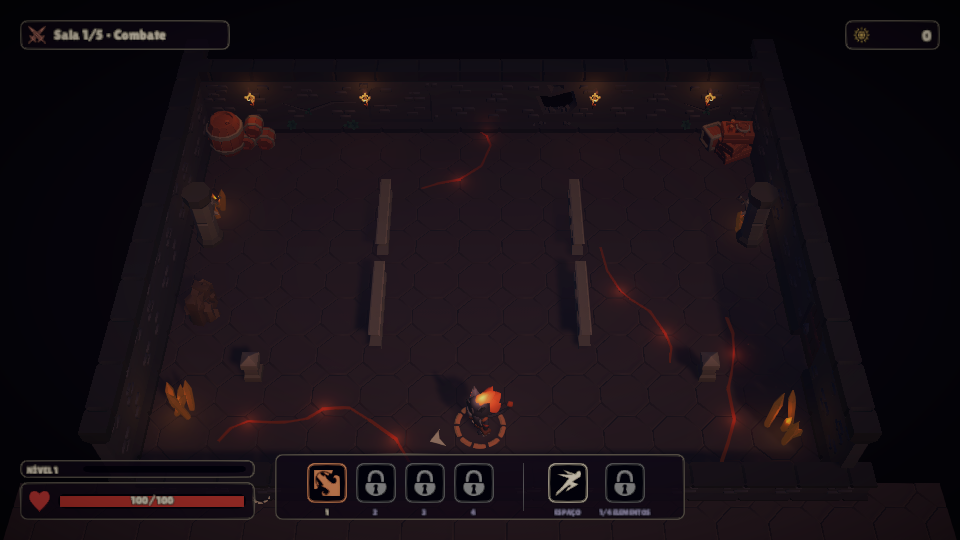 Sala 1/5 - Combate
0
NÍVEL 1
100/100
1
2
3
4
ESPAÇO
1/4 ELEMENTOS